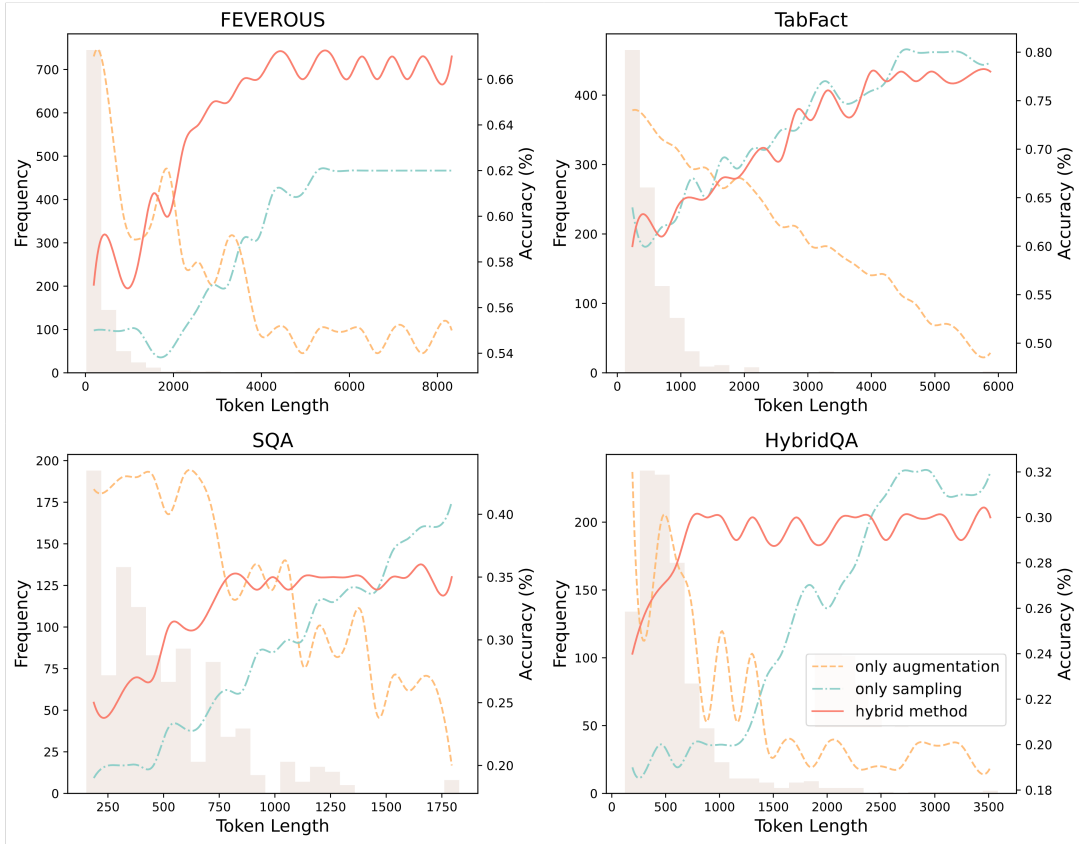 FEVEROUS
Frequency
700
600
500
400
300
200
100
0
0 2000 4000 6000 8000
Token Length
0.66
0.64
0.62
0.60
0.58
0.56
0.54
Accuracy (%)
TabFact
Frequency
400
300
200
100
0
0 1000 2000 3000 4000 5000 6000
Token Length
0.80
0.75
0.70
0.65
0.60
0.55
0.50
Accuracy (%)
SQA
Frequency
200
175
150
125
100
75
50
25
0
250 500 750 1000 1250 1500 1750
Token Length
0.40
0.35
0.30
0.25
0.20
Accuracy (%)
HybridQA
Frequency
200
150
100
50
0
0 500 1000 1500 2000 2500 3000 3500
Token Length
0.32
0.30
0.28
0.26
0.24
0.22
0.20
0.18
Accuracy (%)
only augmentation
only sampling
hybrid method